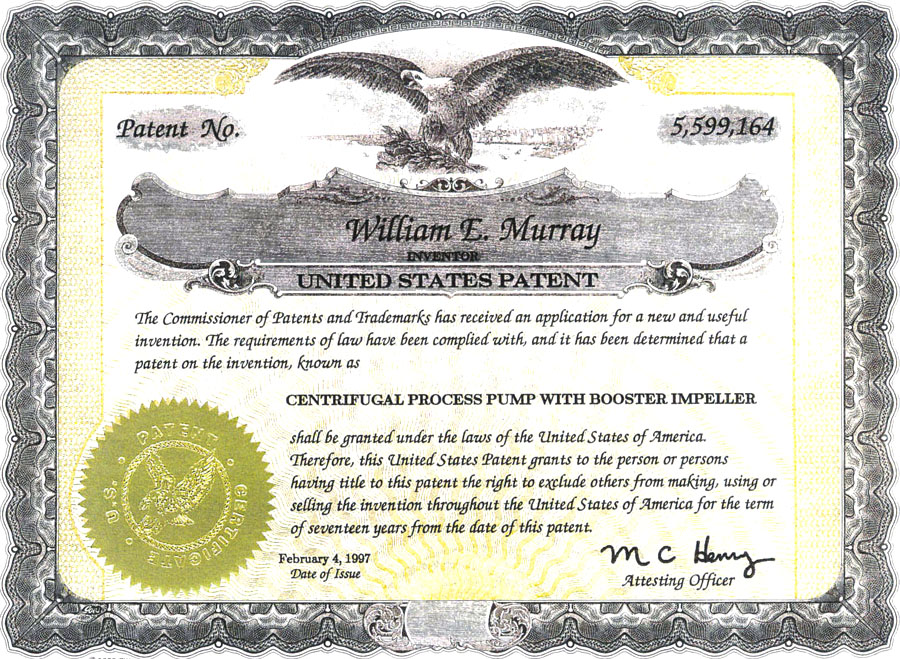 Patent No.
5,599,164
William E. Murray
INVENTOR
UNITED STATES PATENT
The Commissioner of Patents and Trademarks has received an application for a new and useful
invention. The requirements of law have been complied with, and it has been determined that a
patent on the invention, known as
CENTRIFUGAL PROCESS PUMP WITH BOOSTER IMPELLER
shall be granted under the laws of the United States of America.
Therefore, this United States Patent grants to the person or persons
having title to this patent the right to exclude others from making, using or
selling the invention throughout the United States of America for the term
of seventeen years from the date of this patent.
U.S. PATENT CERTIFICATE
February 4, 1997
Date of Issue
M C Henry
Attesting Officer